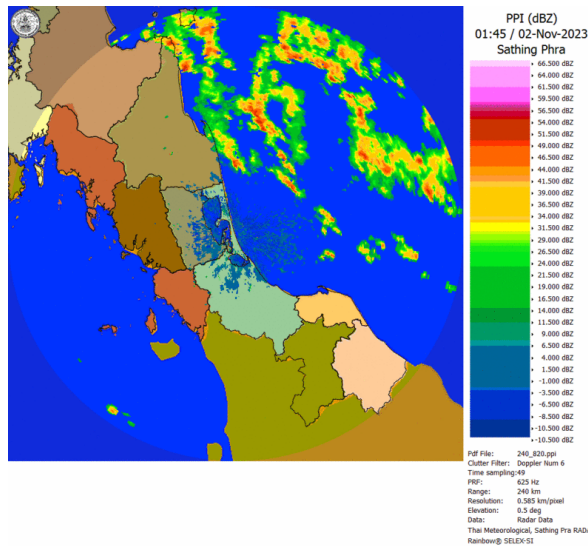 PPI (dBZ)
01:45 / 02-Nov-2023
Sathing Phra
66.500 dBZ
64.000 dBZ
61.500 dBZ
59.500 dBZ
56.500 dBZ
54.000 dBZ
51.500 dBZ
49.000 dBZ
46.500 dBZ
44.000 dBZ
41.500 dBZ
39.000 dBZ
36.500 dBZ
34.000 dBZ
31.500 dBZ
29.000 dBZ
26.500 dBZ
24.000 dBZ
21.500 dBZ
19.000 dBZ
16.500 dBZ
14.000 dBZ
11.500 dBZ
9.000 dBZ
6.500 dBZ
4.000 dBZ
1.500 dBZ
-1.000 dBZ
-3.500 dBZ
-8.500 dBZ
-10.500 dBZ
-10.500 dBZ
Pdf File: 240_820.ppi
Clutter Filter: Doppler Num 6
Time sampling:49
PRF: 625 Hz
Range: 240 km
Resolution: 0.585 km/pixel
Elevation: 0.5 deg
Data: Radar Data
Thai Meteorological, Sathing Pra RADA
Rainbow® SELEX-SI